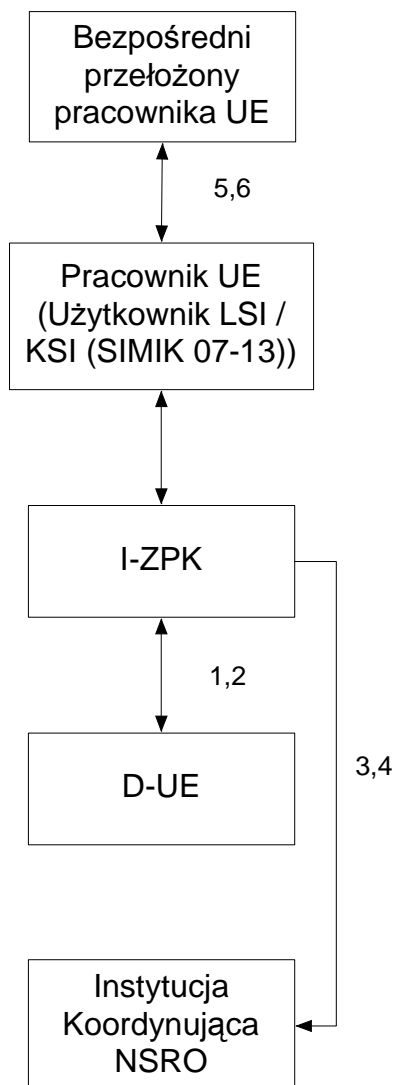 Bezpośredni
przełożony
pracownika UE
5,6
Pracownik UE
(Użytkownik LSI /
KSI (SIMIK 07-13))
I-ZPK
1,2
D-UE
3,4
Instytucja
Koordynująca
NSRO